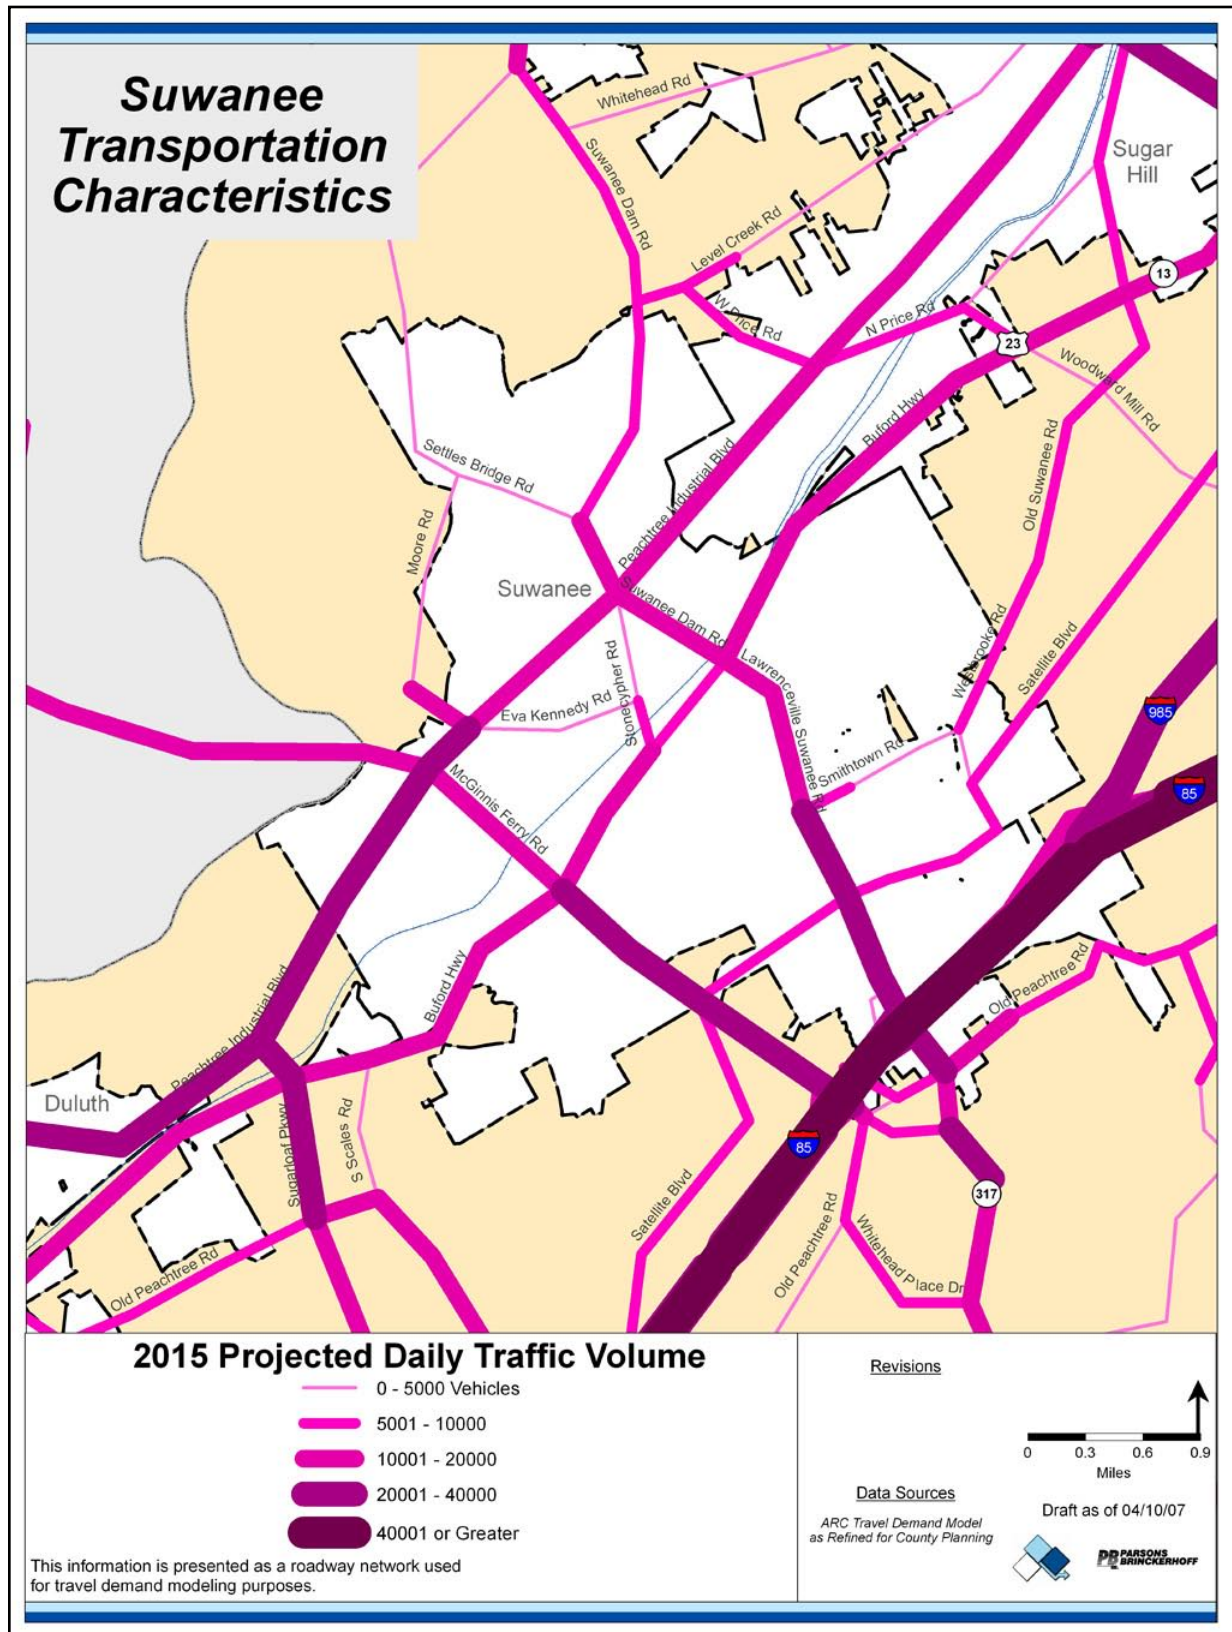 Suwanee
Transportation
Characteristics
Whitehead Rd
Sugar
Hill
Suwanee Dam Rd
Level Creek Rd
13
W Price Rd
N Price Rd
23
Woodward Mill Rd
Buford Hwy
Settles Bridge Rd
Peachtree Industrial Blvd
Old Suwanee Rd
Moore Rd
Suwanee
Suwanee Dam Rd
Westbrooke Rd
Satellite Blvd
Stonecypher Rd
Lawrenceville Suwanee Rd
Eva Kennedy Rd
985
Smithtown Rd
85
McGinnis Ferry Rd
Old Peachtree Rd
Buford Hwy
Peachtree Industrial Blvd
Duluth
Sugarloaf Pkwy
S Scales Rd
85
317
Satellite Blvd
Old Peachtree Rd
Whitehead Place Dr
Old Peachtree Rd
2015 Projected Daily Traffic Volume
0 - 5000 Vehicles
5001 - 10000
10001 - 20000
20001 - 40000
40001 or Greater
This information is presented as a roadway network used
for travel demand modeling purposes.
Revisions
0 0.3 0.6 0.9
Miles
Data Sources
ARC Travel Demand Model
as Refined for County Planning
Draft as of 04/10/07
PB PARSONS
BRINCKERHOFF